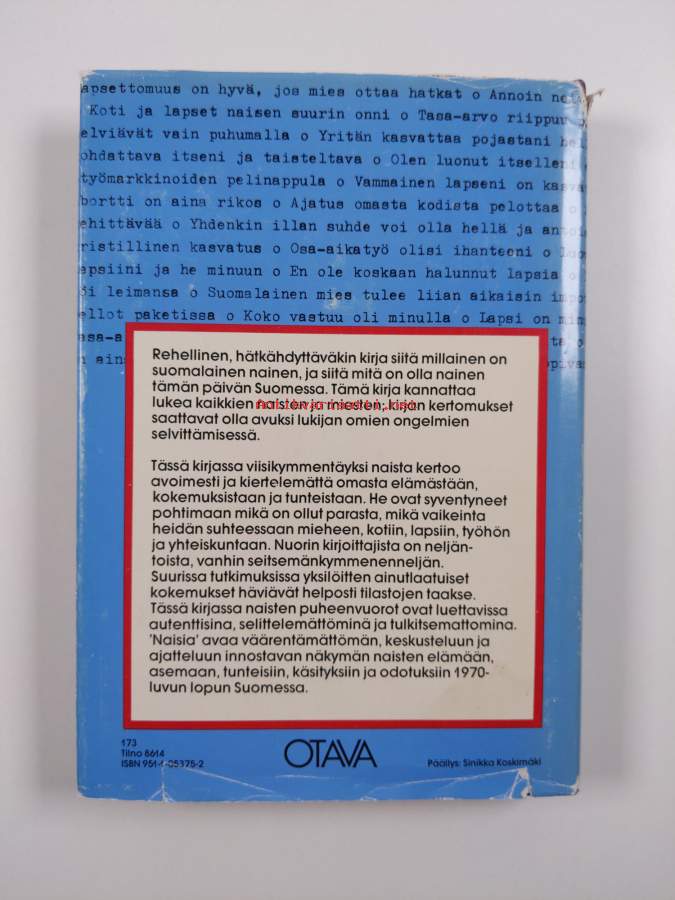 apsettomuus on hyvä, jos mies ottaa hatkat o Annoin
Koti ja lapset naisen suurin onni o Tasa-arvo riippuu
elviävät vain puhumalla o Yritän kasvattaa pojastani
ohdattava itseni ja taisteltava o Olen luonut itselleni
työmarkkinoiden pelinappula o Vammainen lapseni on
bortti on aina rikos o Ajatus omasta kodista pelottaa o
ehittävää o Yhdenkin illan suhde voi olla hellä ja
ristillinen kasvatus o Osa-aikatyö olisi ihanteeni o
apsiini ja he minuun o En ole koskaan halunnut lapsia o
i leimansa o Suomalainen mies tulee liian aikaisin
ellot paketissa o Koko vastuu oli minulla o Lapsi on
asa-a
n ains
Rehellinen, hätkähdyttäväkin kirja siitä millainen on
suomalainen nainen, ja siitä mitä on olla nainen
tämän päivän Suomessa. Tämä kirja kannattaa
lukea kaikkien naisten ja miesten; kirjan kertomukset
saattavat olla avuksi lukijan omien ongelmien
selvittämisessä.
Tässä kirjassa viisikymmentäyksi naista kertoo
avoimesti ja kiertelemättä omasta elämästään,
kokemuksistaan ja tunteistaan. He ovat syventyneet
pohtimaan mikä on ollut parasta, mikä vaikeinta
heidän suhteessaan mieheen, kotiin, lapsiin, työhön
ja yhteiskuntaan. Nuorin kirjoittajista on neljän-
toista, vanhin seitsemänkymmenenneljän.
Suurissa tutkimuksissa yksilöitten ainutlaatuiset
kokemukset häviävät helposti tilastojen taakse.
Tässä kirjassa naisten puheenvuorot ovat luettavissa
autenttisina, selittelemättöminä ja tulkitsemattomina.
'Naisia' avaa väärentämättömän, keskusteluun ja
ajatteluun innostavan näkymän naisten elämään,
asemaan, tunteisiin, käsityksiin ja odotuksiin 1970-
luvun lopun Suomessa.
173
Tilno 8614
ISBN 951-1-05375-2
OTAVA
Päällys: Sinikka Koskimäki